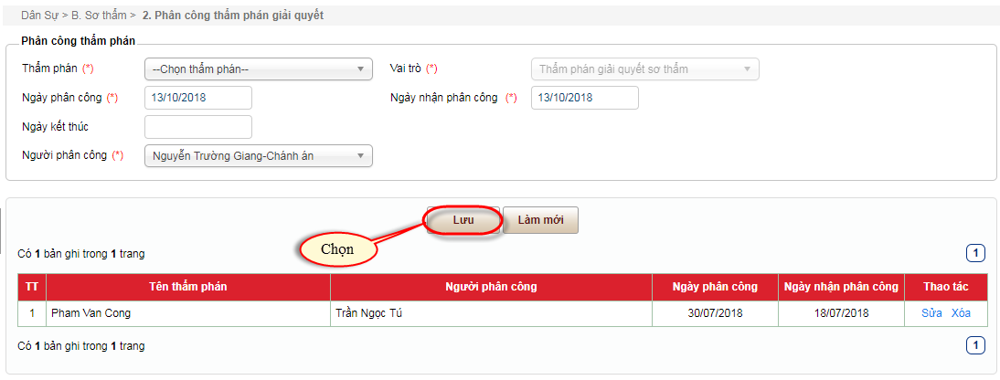 Dân Sự > B. Sơ thẩm > 2. Phân công thẩm phán giải quyết
Phân công thẩm phán
Thẩm phán (*) --Chọn thẩm phán-- Vai trò (*) Thẩm phán giải quyết sơ thẩm
Ngày phân công (*) 13/10/2018 Ngày nhận phân công (*) 13/10/2018
Ngày kết thúc
Người phân công (*) Nguyễn Trường Giang-Chánh án
Lưu Làm mới
Chọn
Có 1 bản ghi trong 1 trang 1
TT Tên thẩm phán Người phân công Ngày phân công Ngày nhận phân công Thao tác
1 Pham Van Cong Trần Ngọc Tú 30/07/2018 18/07/2018 Sửa Xóa
Có 1 bản ghi trong 1 trang 1